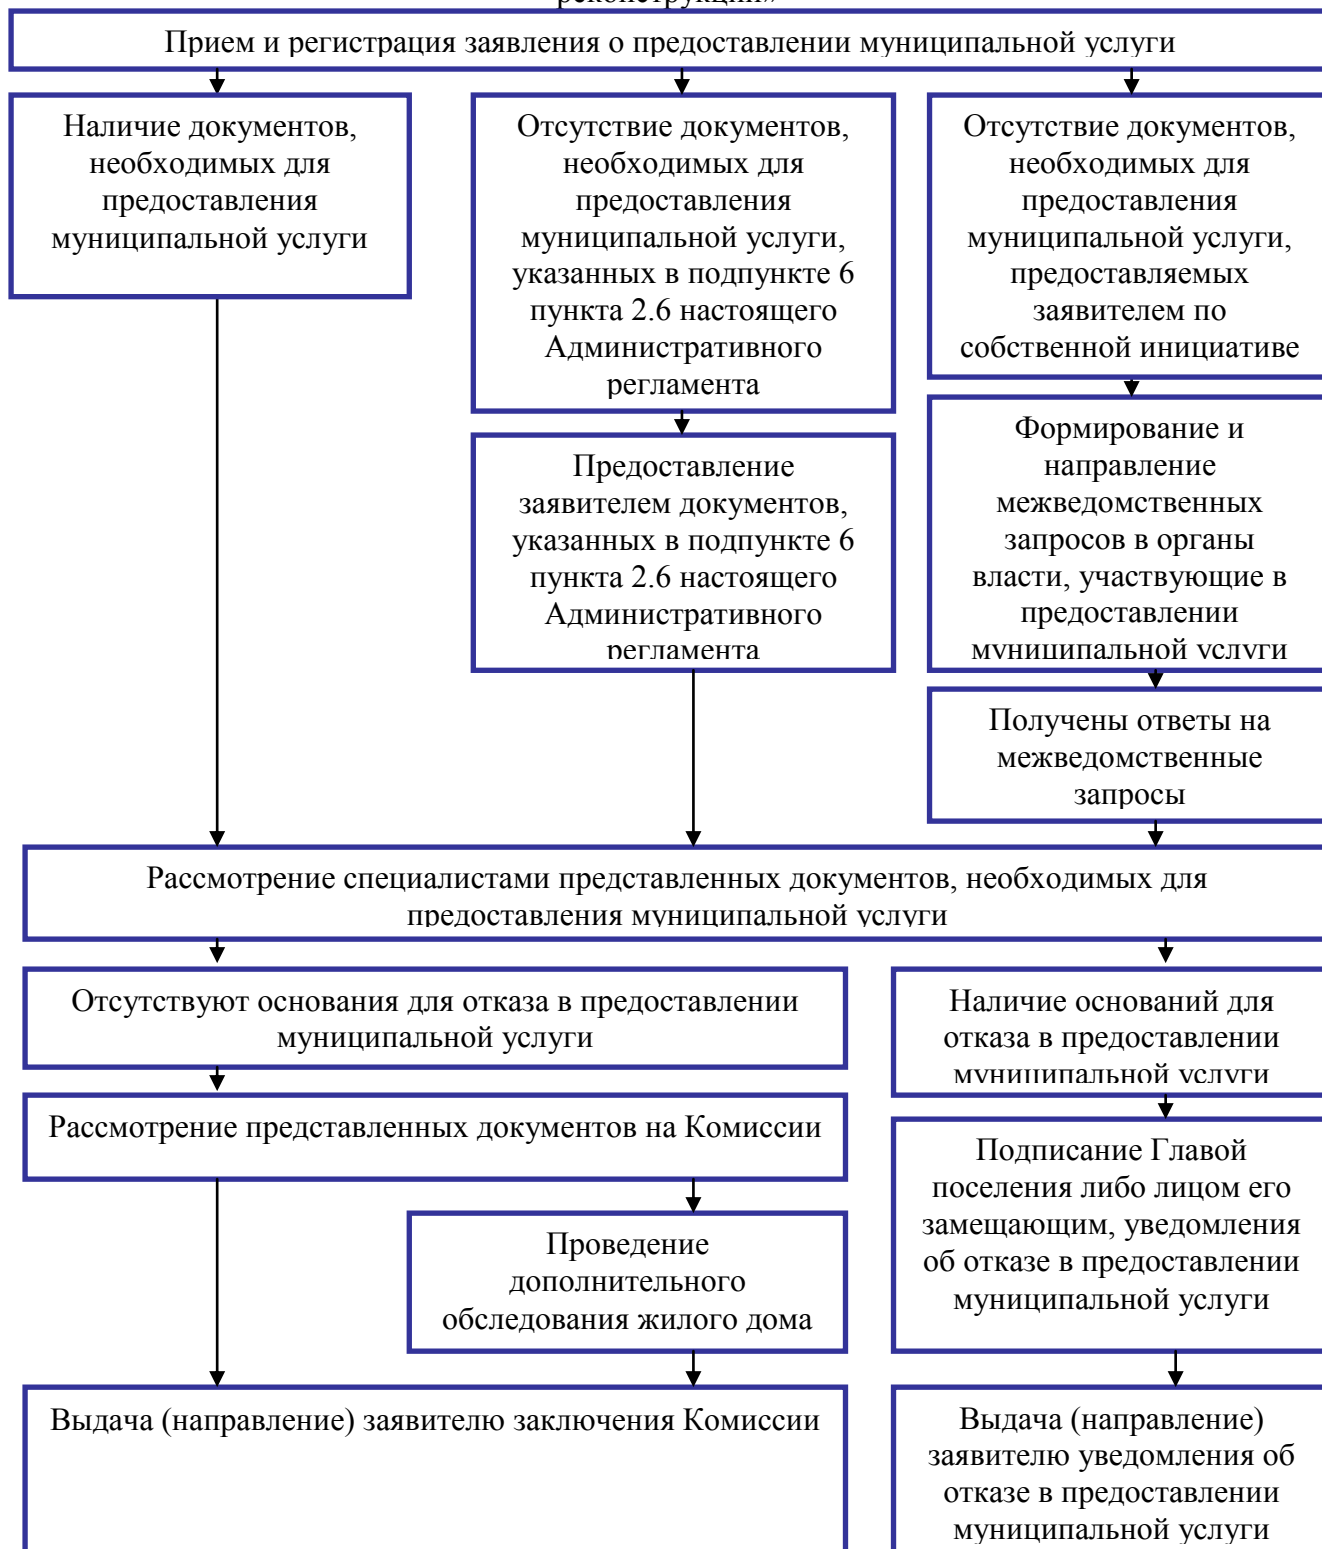 реконструкции»
Прием и регистрация заявления о предоставлении муниципальной услуги
Наличие документов,
необходимых для
предоставления
муниципальной услуги
Отсутствие документов,
необходимых для
предоставления
муниципальной услуги,
указанных в подпункте 6
пункта 2.6 настоящего
Административного
регламента
Отсутствие документов,
необходимых для
предоставления
муниципальной услуги,
предоставляемых
заявителем по
собственной инициативе
Предоставление
заявителем документов,
указанных в подпункте 6
пункта 2.6 настоящего
Административного
регламента
Формирование и
направление
межведомственных
запросов в органы
власти, участвующие в
предоставлении
муниципальной услуги
Получены ответы на
межведомственные
запросы
Рассмотрение специалистами представленных документов, необходимых для
предоставления муниципальной услуги
Отсутствуют основания для отказа в предоставлении
муниципальной услуги
Наличие оснований для
отказа в предоставлении
муниципальной услуги
Рассмотрение представленных документов на Комиссии
Подписание Главой
поселения либо лицом его
замещающим, уведомления
об отказе в предоставлении
муниципальной услуги
Проведение
дополнительного
обследования жилого дома
Выдача (направление) заявителю заключения Комиссии
Выдача (направление)
заявителю уведомления об
отказе в предоставлении
муниципальной услуги